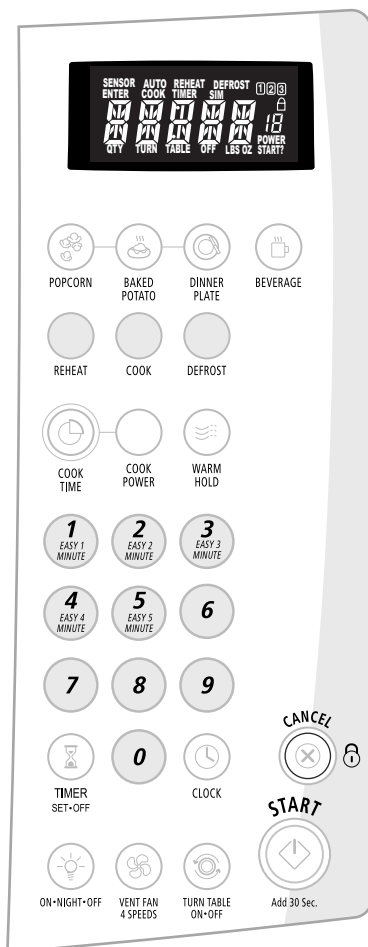 SENSOR AUTO REHEAT DEFROST 1 2 3
ENTER COOK TIMER SIM
18
POWER
QTY TURN TABLE OFF LBS OZ START?
POPCORN
BAKED
POTATO
DINNER
PLATE
BEVERAGE
REHEAT
COOK
DEFROST
COOK
TIME
COOK
POWER
WARM
HOLD
1
EASY 1
MINUTE
2
EASY 2
MINUTE
3
EASY 3
MINUTE
4
EASY 4
MINUTE
5
EASY 5
MINUTE
6
7
8
9
CANCEL
TIMER
SET•OFF
0
CLOCK
START
Add 30 Sec.
ON•NIGHT•OFF
VENT FAN
4 SPEEDS
TURN TABLE
ON•OFF